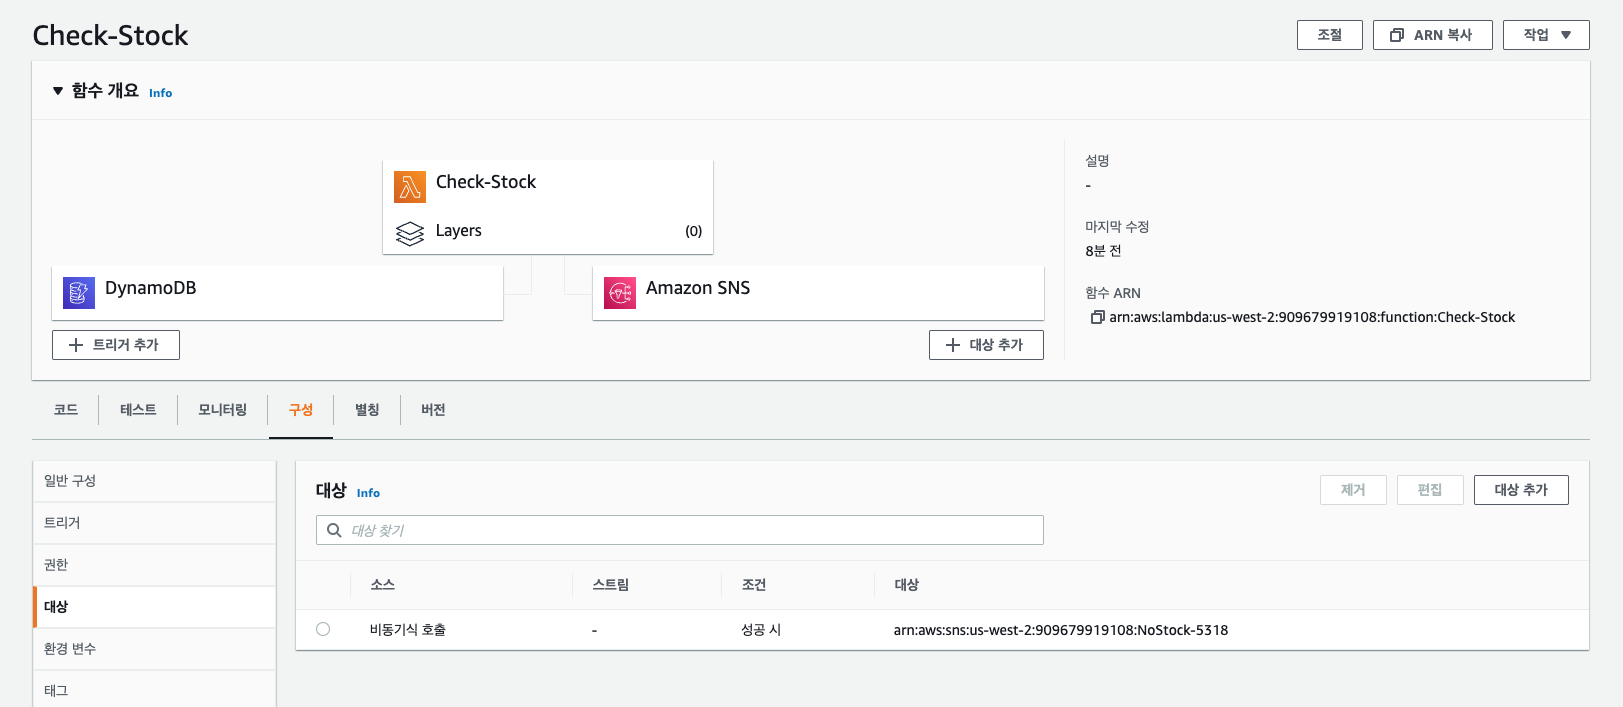 Check-Stock
조절
ARN 복사
작업
함수 개요 Info
Check-Stock
Layers (0)
DynamoDB
Amazon SNS
트리거 추가
대상 추가
설명
-
마지막 수정
8분 전
함수 ARN
arn:aws:lambda:us-west-2:909679919108:function:Check-Stock
코드
테스트
모니터링
구성
별칭
버전
일반 구성
트리거
권한
대상
환경 변수
태그
대상 Info
제거
편집
대상 추가
대상 찾기
소스 스트림 조건 대상
비동기식 호출 - 성공 시 arn:aws:sns:us-west-2:909679919108:NoStock-5318